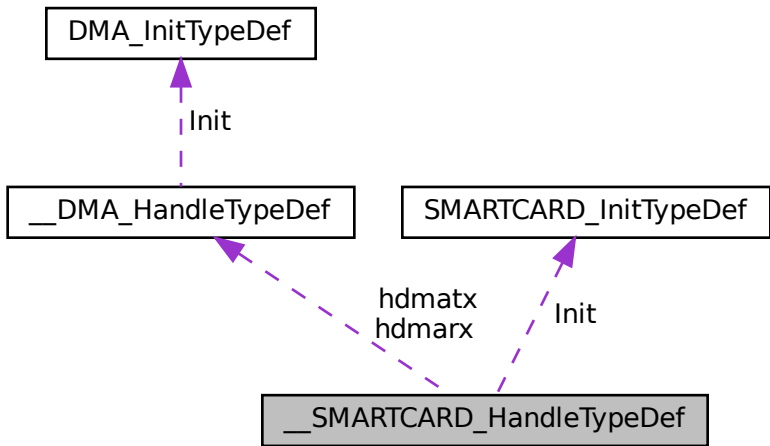 DMA_InitTypeDef
Init
__DMA_HandleTypeDef
SMARTCARD_InitTypeDef
hdmatx
hdmarx
Init
__SMARTCARD_HandleTypeDef